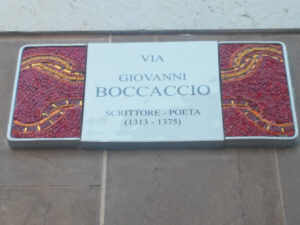 VIA
GIOVANNI
BOCCACCIO
SCRITTORE - POETA
(1313 - 1375)